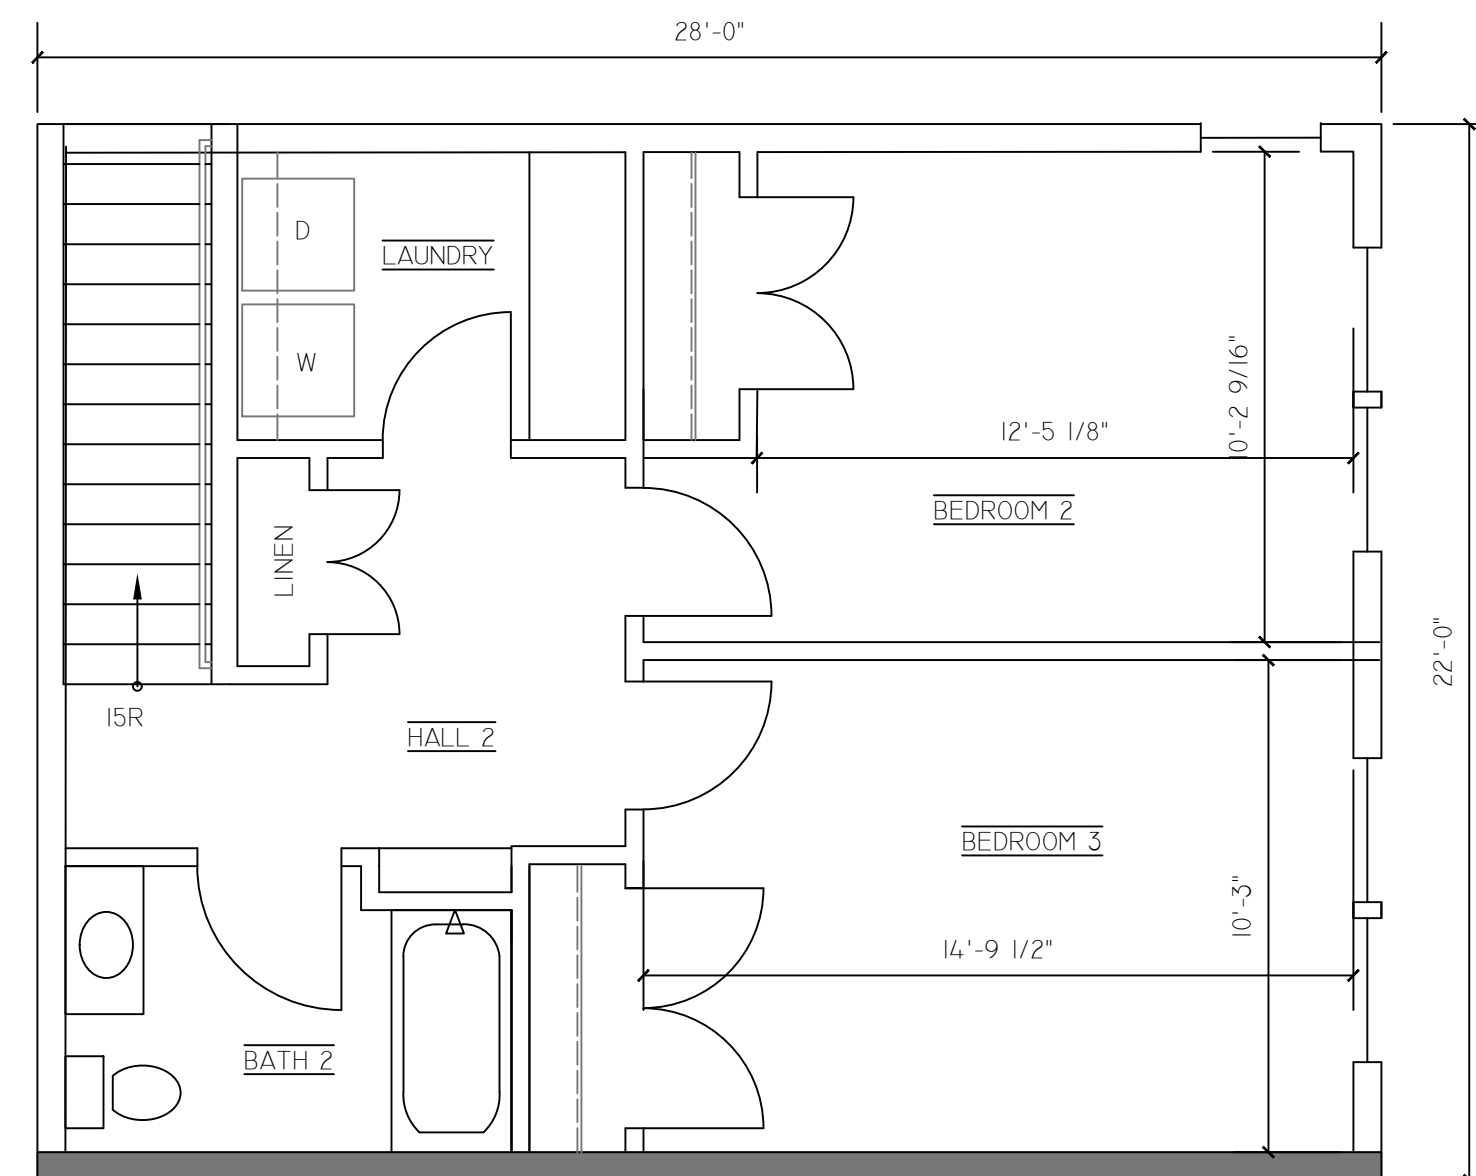 28'-0"
D
LAUNDRY
W
10'-2 9/16"
12'-5 1/8"
BEDROOM 2
LINEN
22'-0"
15R
HALL 2
BEDROOM 3
10'-3"
14'-9 1/2"
BATH 2